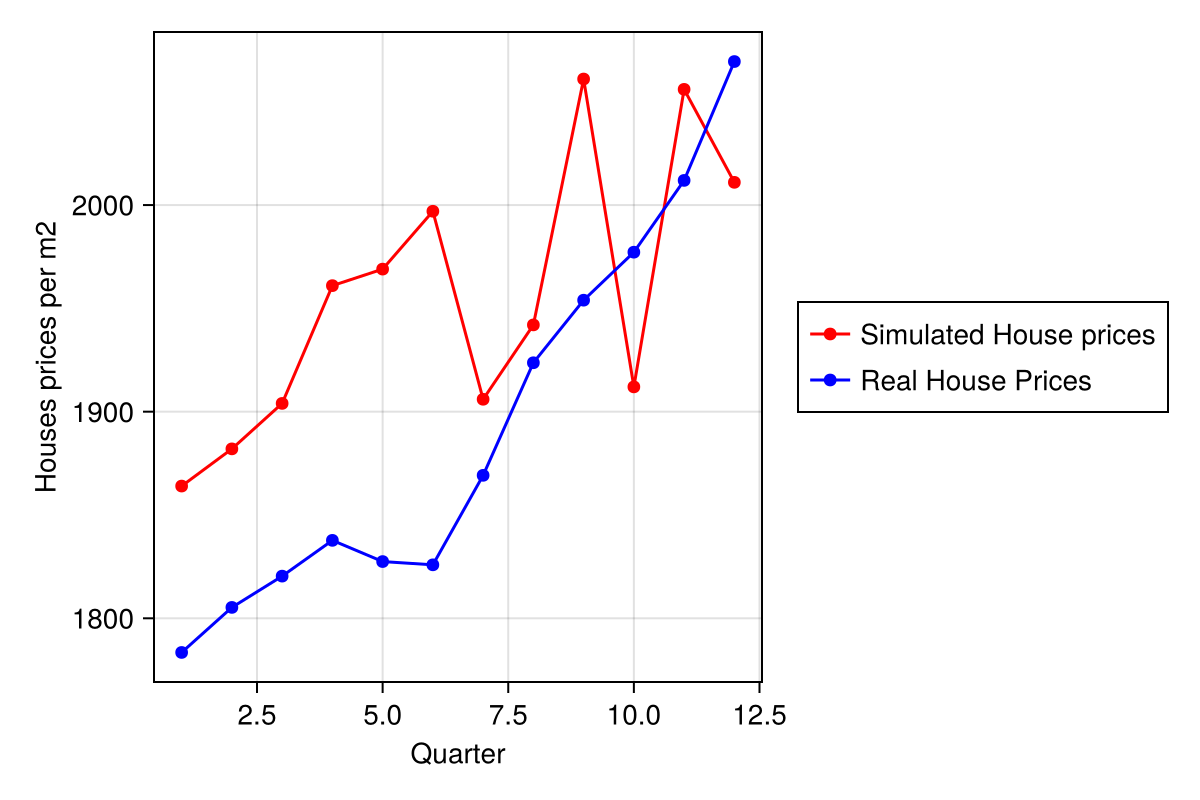 Houses prices per m2
2000
1900
1800
2.5 5.0 7.5 10.0 12.5
Quarter
Simulated House prices
Real House Prices